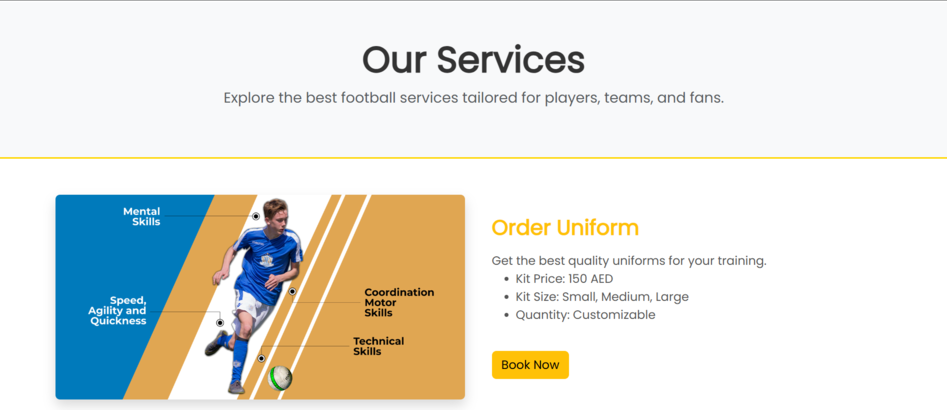 Our Services
Explore the best football services tailored for players, teams, and fans.
Mental
Skills
Speed,
Agility and
Quickness
Coordination
Motor
Skills
Technical
Skills
Order Uniform
Get the best quality uniforms for your training.
Kit Price: 150 AED
Kit Size: Small, Medium, Large
Quantity: Customizable
Book Now